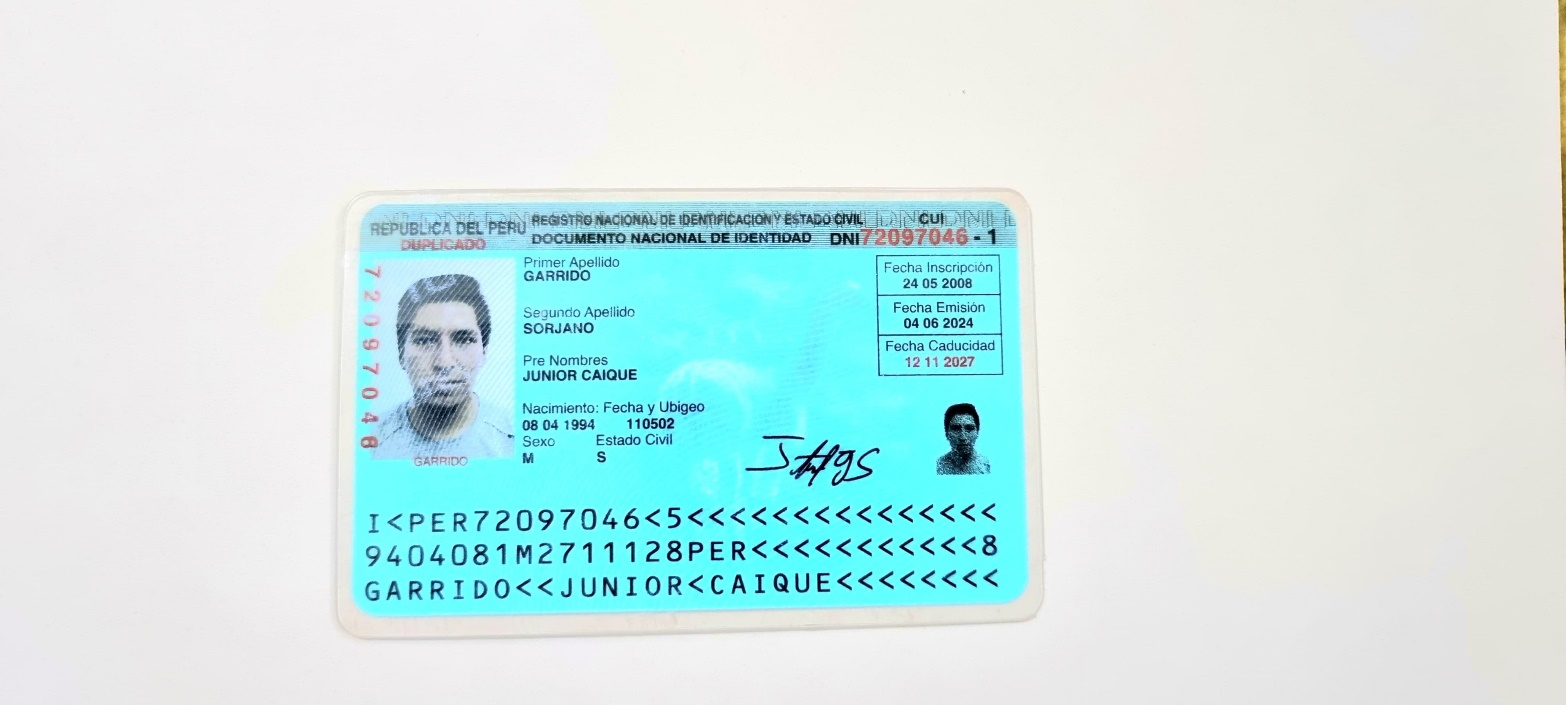 REPUBLICA DEL PERU
DUPLICADO
REGISTRO NACIONAL DE IDENTIFICACION Y ESTADO CIVIL
DOCUMENTO NACIONAL DE IDENTIDAD
CUI
DNI 72097046 - 1
72097046
GARRIDO
Primer Apellido
GARRIDO
Segundo Apellido
SORJANO
Pre Nombres
JUNIOR CAIQUE
Nacimiento: Fecha y Ubigeo
08 04 1994 110502
Sexo Estado Civil
M S
Fecha Inscripción
24 05 2008
Fecha Emisión
04 06 2024
Fecha Caducidad
12 11 2027
I<PER72097046<5<<<<<<<<<<<<<<<
9404081M2711128PER<<<<<<<<<<<8
GARRIDO<<JUNIOR<CAIQUE<<<<<<<<